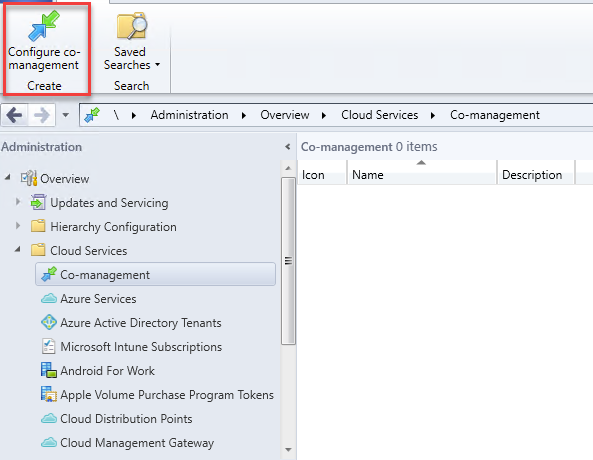 Configure co-
management
Create
Saved
Searches
Search
\ Administration Overview Cloud Services Co-management
Administration
Overview
Updates and Servicing
Hierarchy Configuration
Cloud Services
Co-management
Azure Services
Azure Active Directory Tenants
Microsoft Intune Subscriptions
Android For Work
Apple Volume Purchase Program Tokens
Cloud Distribution Points
Cloud Management Gateway
Co-management 0 items
Icon Name Description